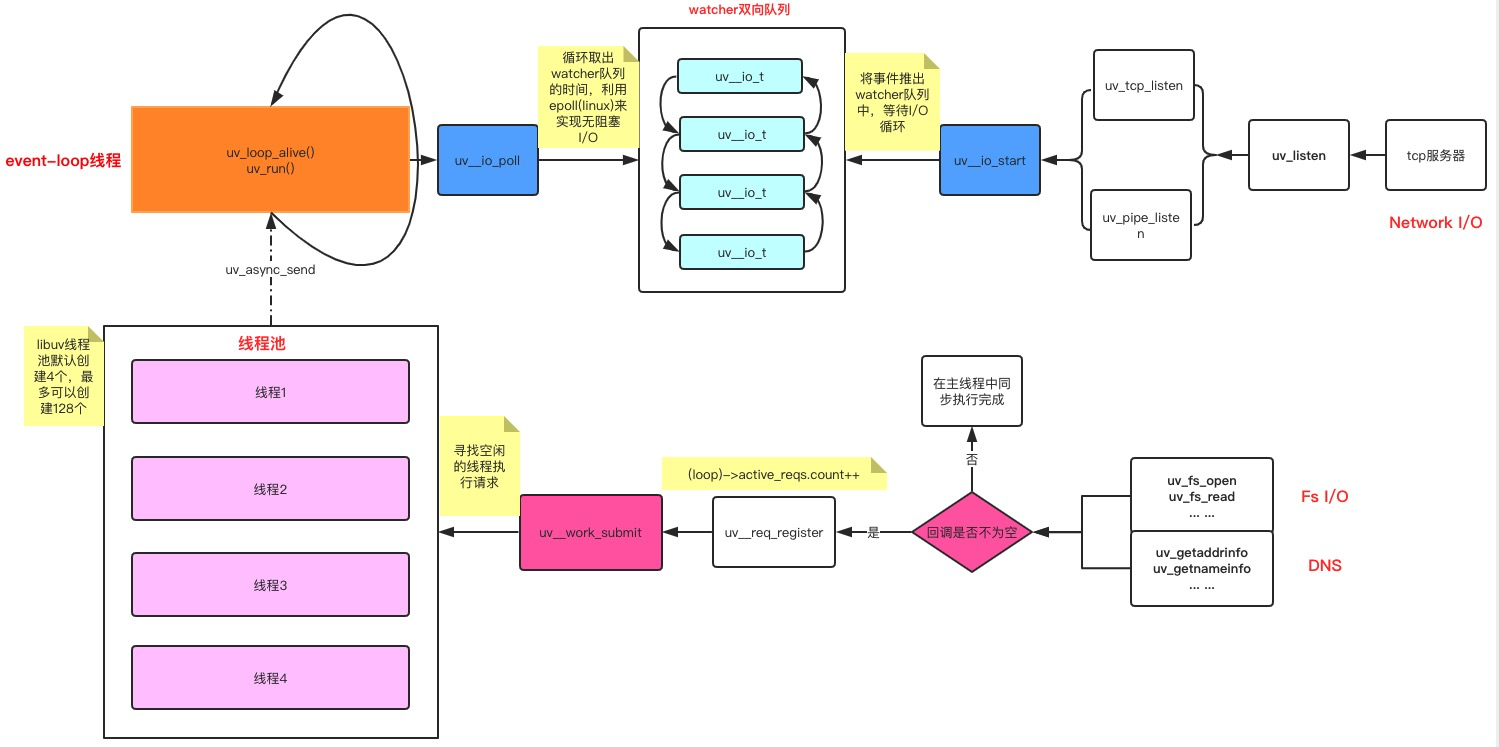 watcher双向队列
event-loop线程
uv_loop_alive()
uv_run()
uv__io_poll
循环取出
watcher队列
的时间，利用
epoll(linux)来
实现无阻塞
I/O
uv__io_t
uv__io_t
uv__io_t
uv__io_t
将事件推出
watcher队列
中，等待I/O
循环
uv__io_start
uv_tcp_listen
uv_pipe_liste
n
uv_listen
tcp服务器
Network I/O
uv_async_send
libuv线程
池默认创
建4个，最
多可以创
建128个
线程池
线程1
线程2
线程3
线程4
寻找空闲
的线程执
行请求
uv__work_submit
(loop)->active_reqs.count++
uv__req_register
是
回调是否不为空
否
在主线程中同
步执行完成
uv_fs_open
uv_fs_read
... ...
Fs I/O
uv_getaddrinfo
uv_getnameinfo
... ...
DNS